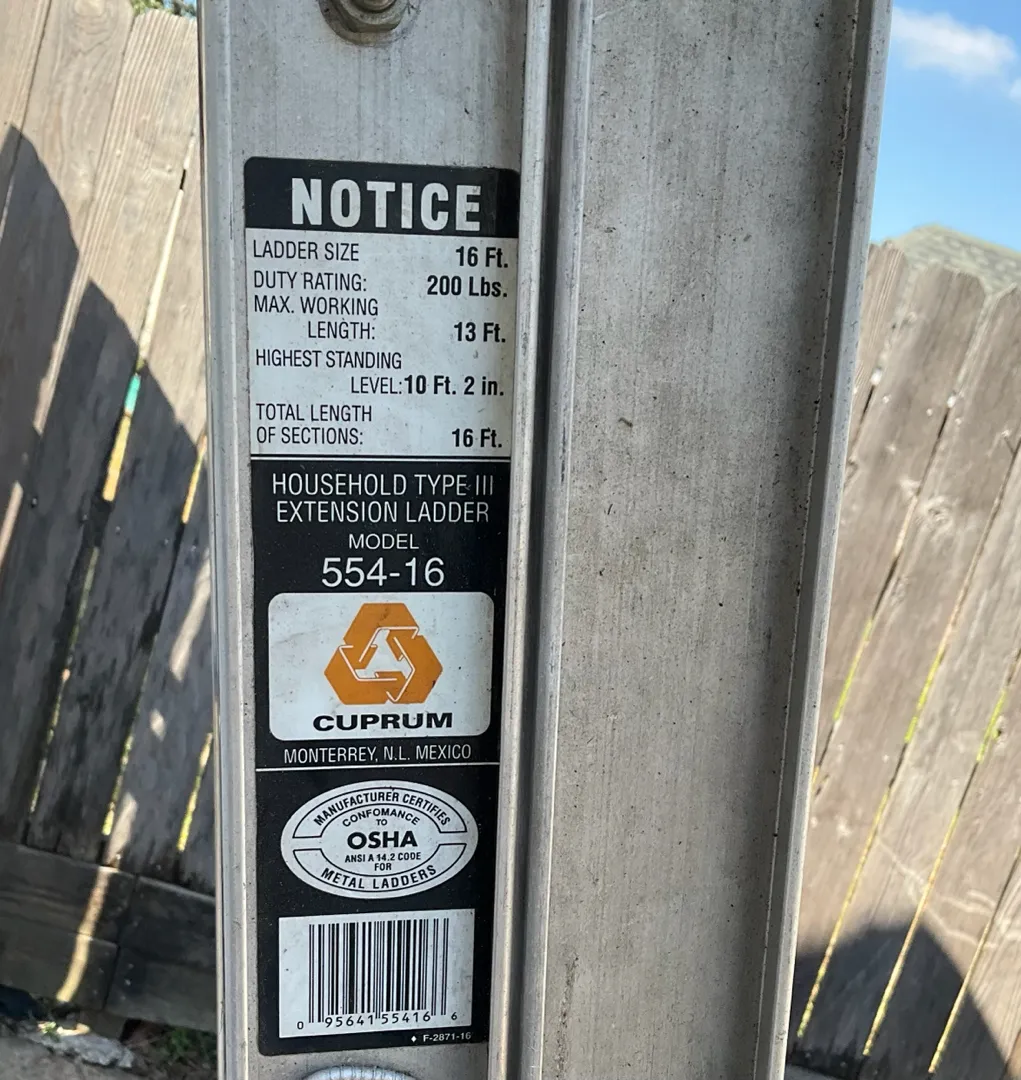 NOTICE
LADDER SIZE 16 Ft.
DUTY RATING: 200 Lbs.
MAX. WORKING
LENGTH: 13 Ft.
HIGHEST STANDING
LEVEL: 10 Ft. 2 in.
TOTAL LENGTH
OF SECTIONS: 16 Ft.
HOUSEHOLD TYPE III
EXTENSION LADDER
MODEL
554-16
CUPRUM
MONTERREY, N.L. MEXICO
MANUFACTURER CERTIFIES
CONFOMANCE
TO
OSHA
ANSI A 14.2 CODE
FOR
METAL LADDERS
0 95641 55416 6
♦ F-2871-16